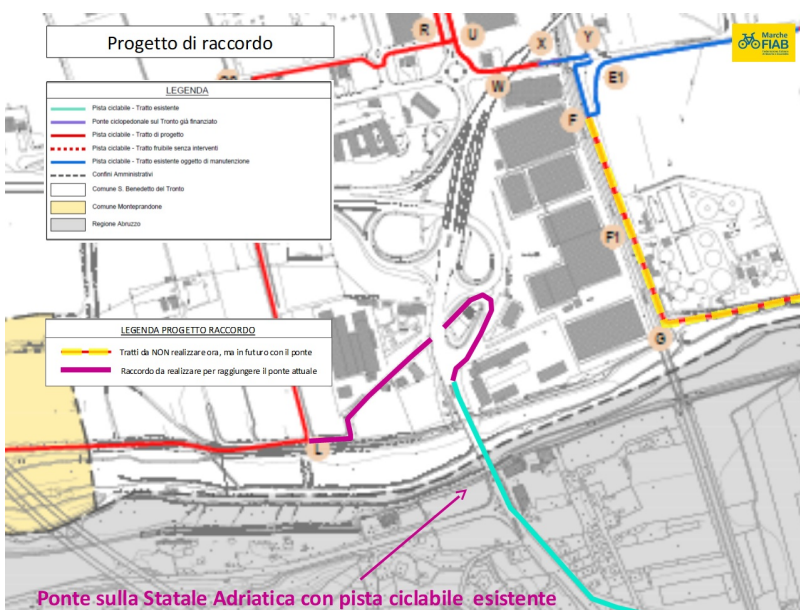 Progetto di raccordo
Marche
FIAB
R
U
X
Y
W
E1
F
F1
G
L
LEGENDA
Pista ciclabile - Tratto esistente
Ponte ciclopedonale sul Tronto già finanziato
Pista ciclabile - Tratto di progetto
Pista ciclabile - Tratto fruibile senza interventi
Pista ciclabile - Tratto esistente oggetto di manutenzione
Confini Amministrativi
Comune S. Benedetto del Tronto
Comune Monteprandone
Regione Abruzzo
LEGENDA PROGETTO RACCORDO
Tratti da NON realizzare ora, ma in futuro con il ponte
Raccordo da realizzare per raggiungere il ponte attuale
Ponte sulla Statale Adriatica con pista ciclabile esistente